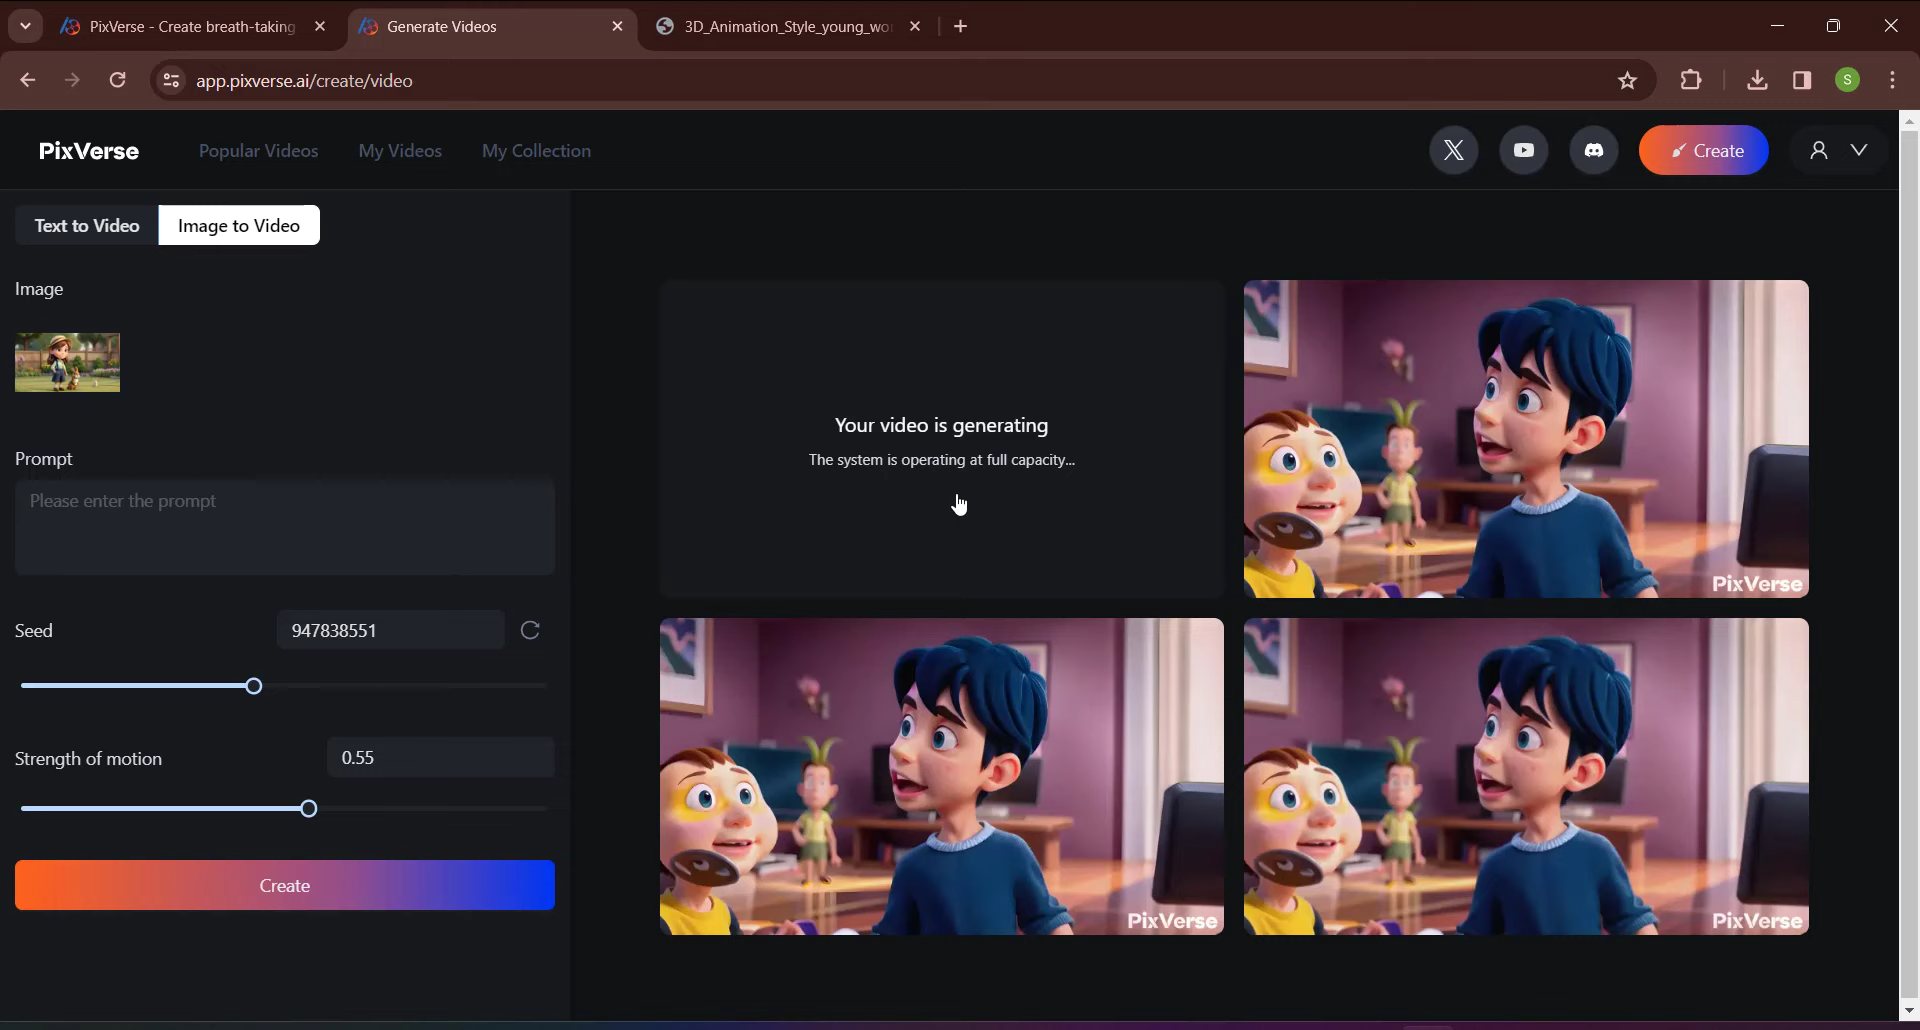 PixVerse - Create breath-taking
Generate Videos
3D_Animation_Style_young_wo
app.pixverse.ai/create/video
S
PixVerse
Popular Videos
My Videos
My Collection
Create
Text to Video
Image to Video
Image
Prompt
Please enter the prompt
Seed
947838551
Strength of motion
0.55
Create
Your video is generating
The system is operating at full capacity...
PixVerse
PixVerse
PixVerse